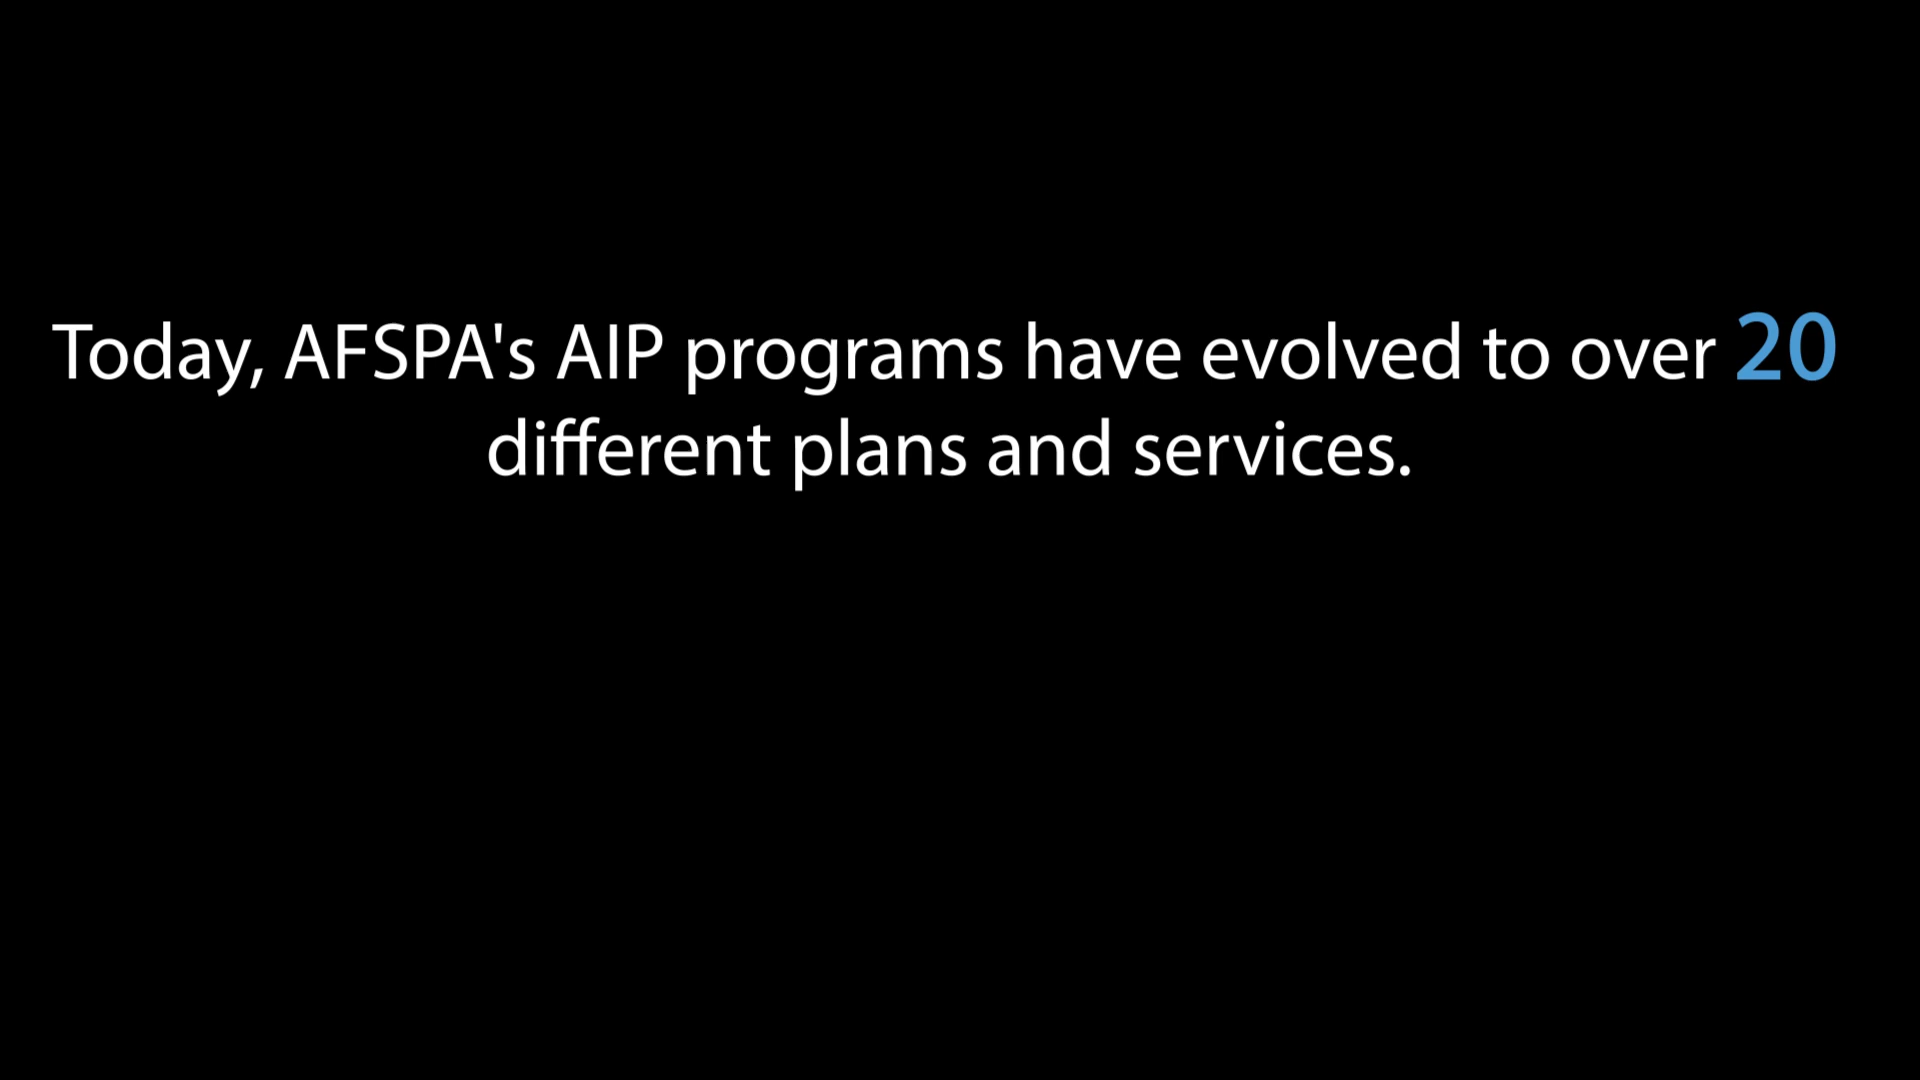 Today, AFSPA's AIP programs have evolved to over 20
different plans and services.